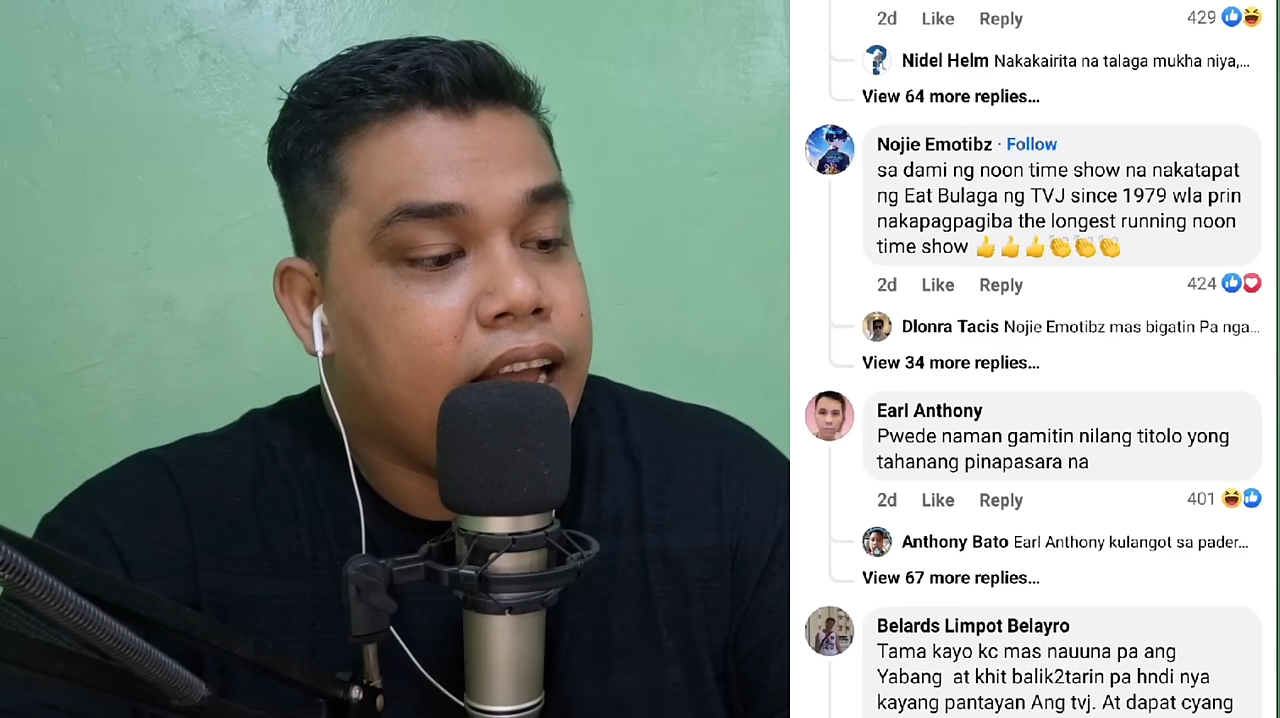 2d Like Reply 429
Nidel Helm Nakakairita na talaga mukha niya,...
View 64 more replies...
Nojie Emotibz · Follow
sa dami ng noon time show na nakatapat
ng Eat Bulaga ng TVJ since 1979 wla prin
nakapagpagiba the longest running noon
time show 👍👍👍👏👏👏
2d Like Reply 424
Dlonra Tacis Nojie Emotibz mas bigatin Pa nga...
View 34 more replies...
Earl Anthony
Pwede naman gamitin nilang titolo yong
tahanang pinapasara na
2d Like Reply 401
Anthony Bato Earl Anthony kulangot sa pader...
View 67 more replies...
Belards Limpot Belayro
Tama kayo kc mas nauuna pa ang
Yabang at khit balik2tarin pa hndi nya
kayang pantayan Ang tvj. At dapat cyang